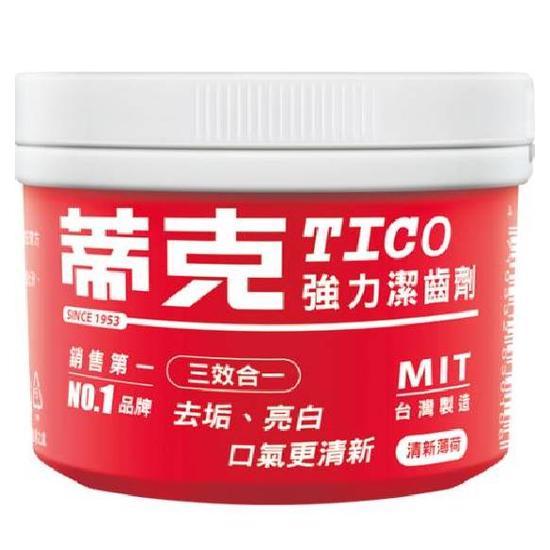 蒂克 TICO
強力潔齒劑
SINCE 1953
銷售第一
NO.1品牌
三效合一
去垢、亮白
口氣更清新
MIT
台灣製造
清新薄荷